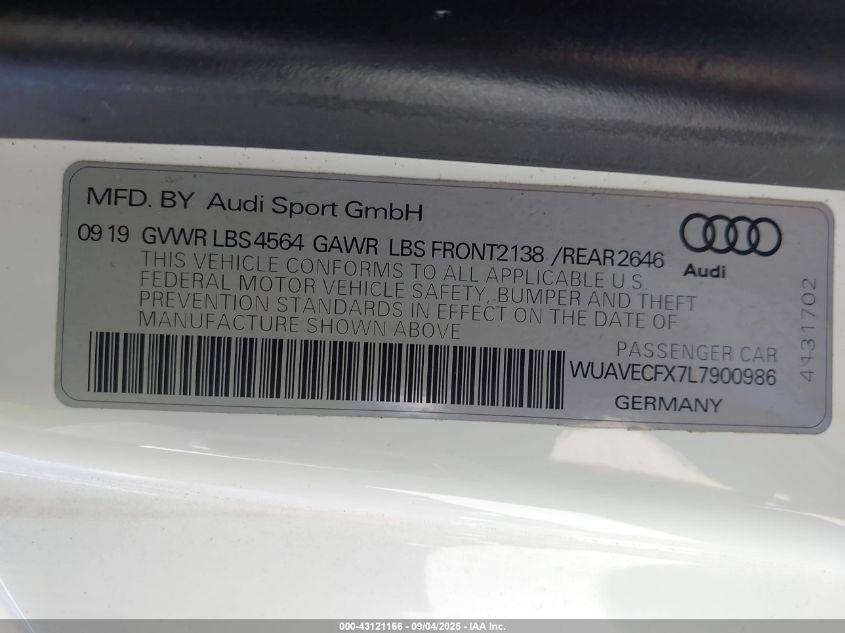 MFD. BY Audi Sport GmbH
09 19 GVWR LBS 4564 GAWR LBS FRONT 2138 /REAR 2646
THIS VEHICLE CONFORMS TO ALL APPLICABLE U.S.
FEDERAL MOTOR VEHICLE SAFETY, BUMPER AND THEFT
PREVENTION STANDARDS IN EFFECT ON THE DATE OF
MANUFACTURE SHOWN ABOVE
Audi
4131702
PASSENGER CAR
WUAVECFX7L7900986
GERMANY
000-43121166 - 09/04/2025 - IAA Inc.